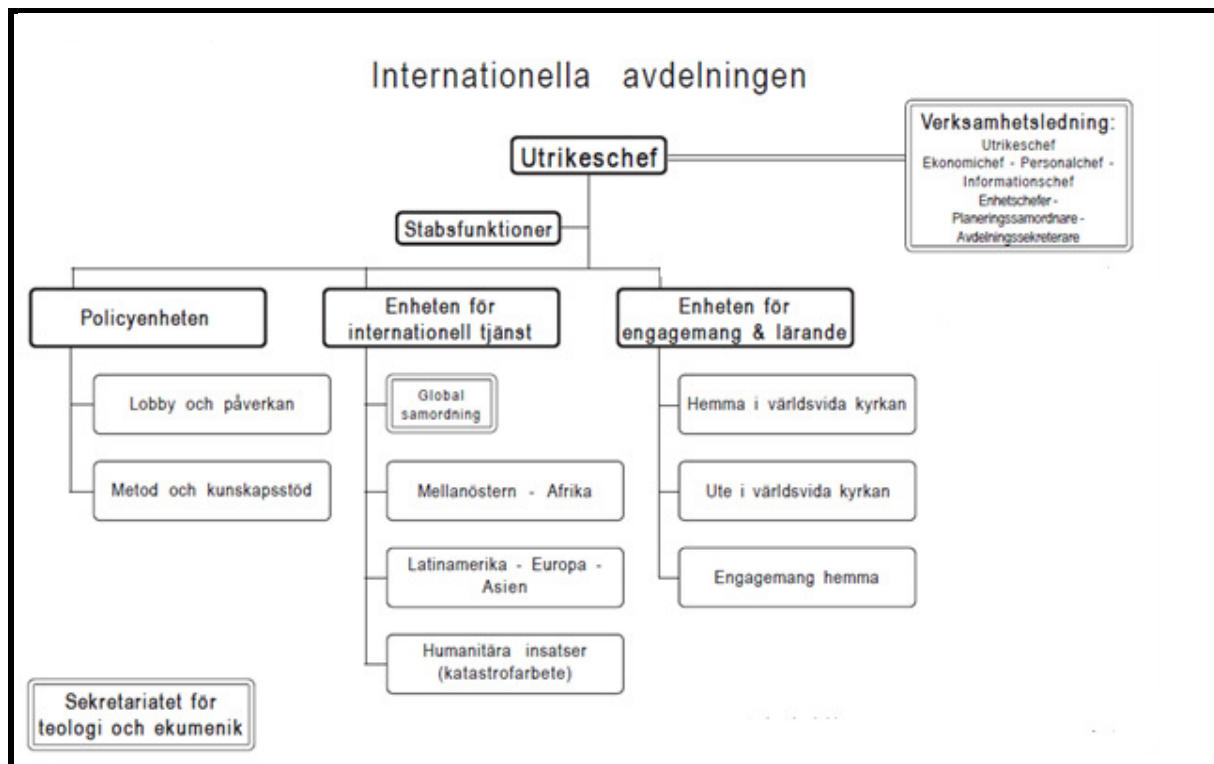 Internationella avdelningen
Verksamhetsledning:
Utrikeschef
Ekonomichef - Personalchef -
Informationschef
Enhetschefer -
Planeringssamordnare -
Avdelningssekreterare
Utrikeschef
Stabsfunktioner
Policyenheten
Enheten för
internationell tjänst
Enheten för
engagemang & lärande
Lobby och påverkan
Global
samordning
Hemma i världsvida kyrkan
Metod och kunskapsstöd
Mellanöstern - Afrika
Ute i världsvida kyrkan
Latinamerika - Europa -
Asien
Engagemang hemma
Humanitära insatser
(katastrofarbete)
Sekretariatet för
teologi och ekumenik